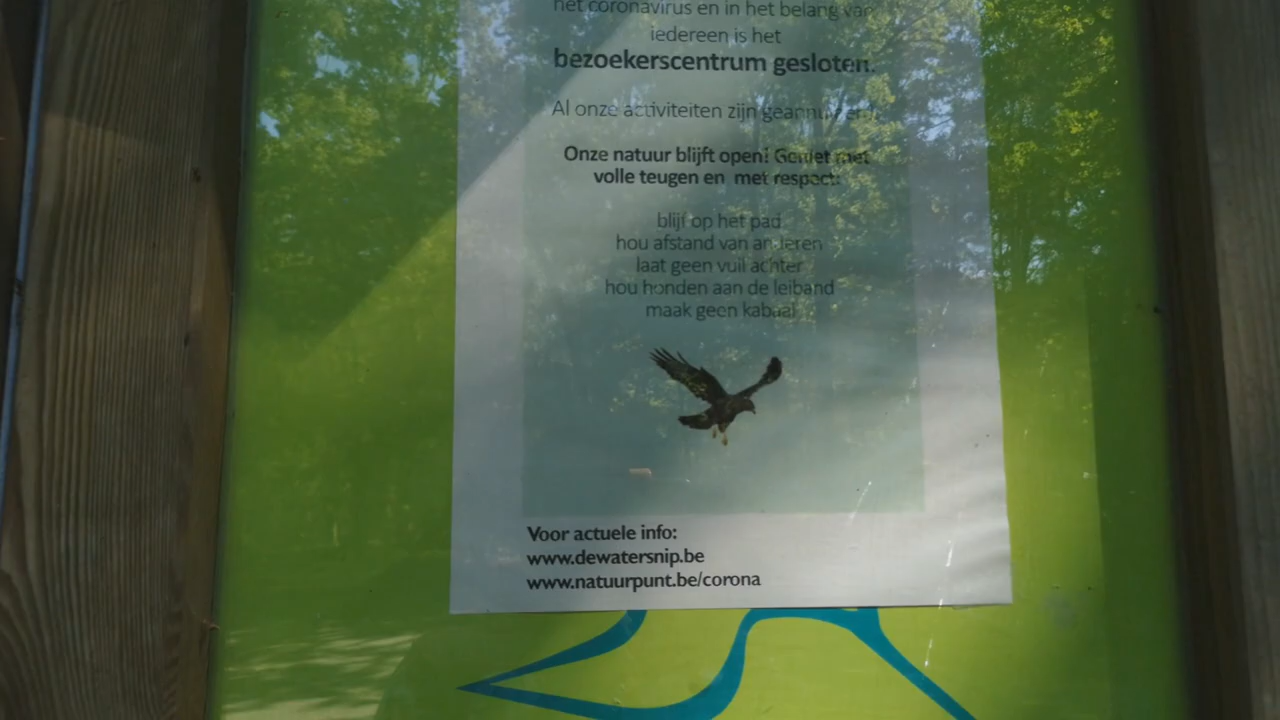 het coronavirus en in het belang van
iedereen is het
bezoekerscentrum gesloten.
Al onze activiteiten zijn geannuleerd.
Onze natuur blijft open! Geniet met
volle teugen en met respect:
blijf op het pad
hou afstand van anderen
laat geen vuil achter
hou honden aan de leiband
maak geen kabaal
Voor actuele info:
www.dewatersnip.be
www.natuurpunt.be/corona